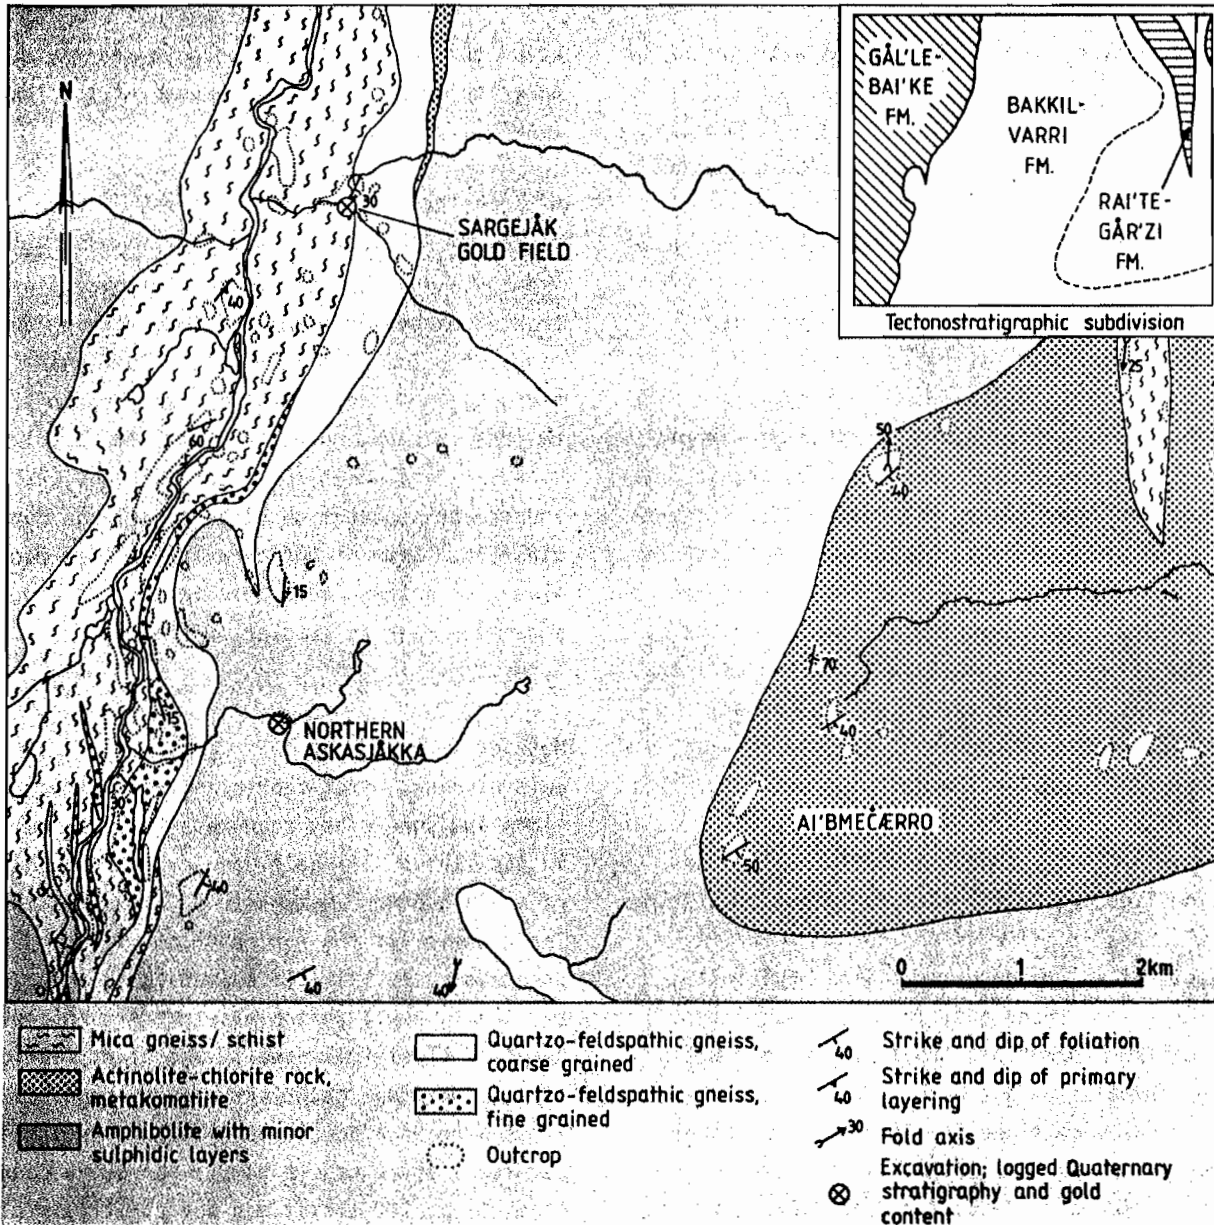 N
SARGEJÅK
GOLD FIELD
30
40
60
15
15
30
40
40
40
NORTHERN
ASKASJÅKKA
GÅL'LE-
BAI'KE
FM.
BAKKIL-
VARRI
FM.
RAI'TE-
GÅR'ZI
FM.
Tectonostratigraphic subdivision
25
50
40
70
40
AI'BMEČÆRRO
50
0 1 2km
Mica gneiss/ schist
Actinolite-chlorite rock,
metakomatiite
Amphibolite with minor
sulphidic layers
Quartzo-feldspathic gneiss,
coarse grained
Quartzo-feldspathic gneiss,
fine grained
Outcrop
40
Strike and dip of foliation
40
Strike and dip of primary
layering
30
Fold axis
Excavation; logged Quaternary
stratigraphy and gold
content